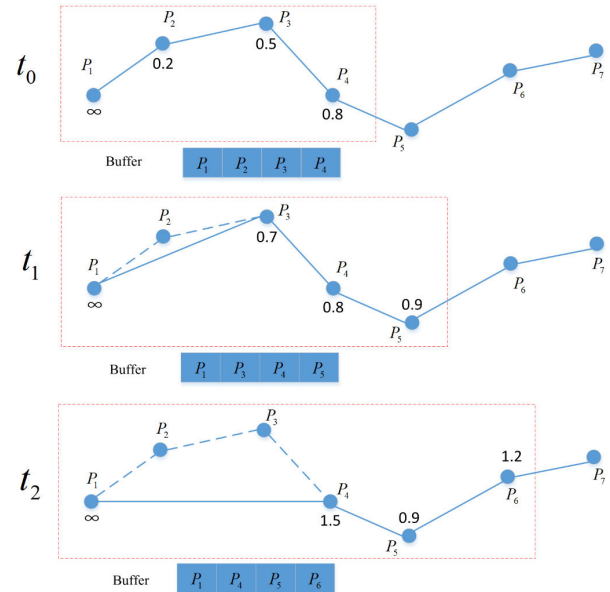 P₂
P₃
t₀
P₁
0.2
0.5
P₄
P₆
P₇
∞
0.8
P₅
Buffer P₁ P₂ P₃ P₄
P₂
P₃
t₁
P₁
0.7
P₄
0.9
P₆
P₇
∞
0.8
P₅
Buffer P₁ P₃ P₄ P₅
P₂
P₃
t₂
P₁
1.2
P₄
0.9
P₆
P₇
∞
1.5
P₅
Buffer P₁ P₄ P₅ P₆